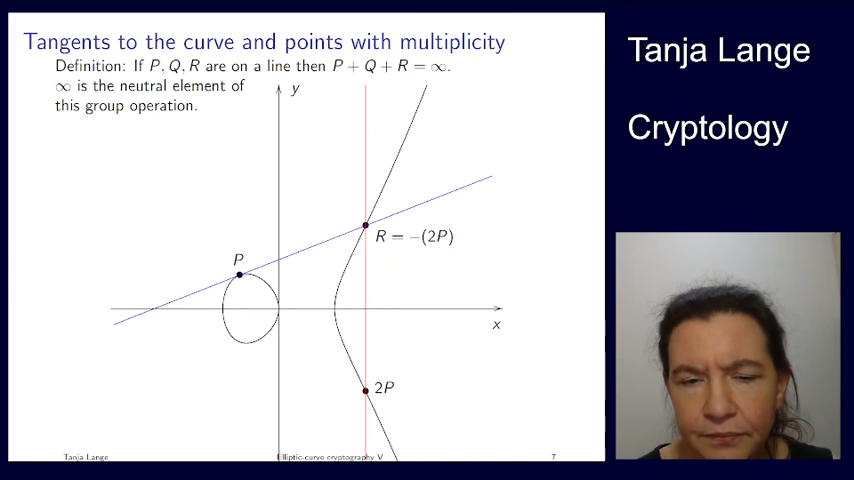 Tangents to the curve and points with multiplicity
Definition: If P, Q, R are on a line then P + Q + R = ∞.
∞ is the neutral element of
this group operation.
y
P
R = −(2P)
x
2P
Tanja Lange
Elliptic-curve cryptography V
7
Tanja Lange
Cryptology